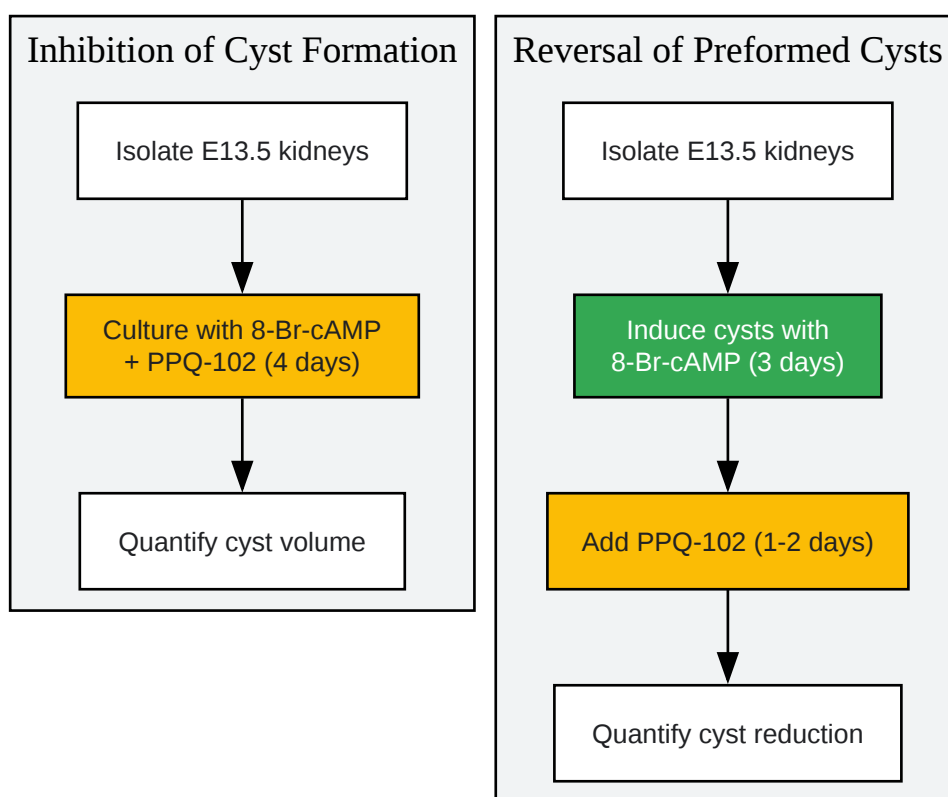 Inhibition of Cyst Formation
Isolate E13.5 kidneys
Culture with 8-Br-cAMP
+ PPQ-102 (4 days)
Quantify cyst volume
Reversal of Preformed Cysts
Isolate E13.5 kidneys
Induce cysts with
8-Br-cAMP (3 days)
Add PPQ-102 (1-2 days)
Quantify cyst reduction